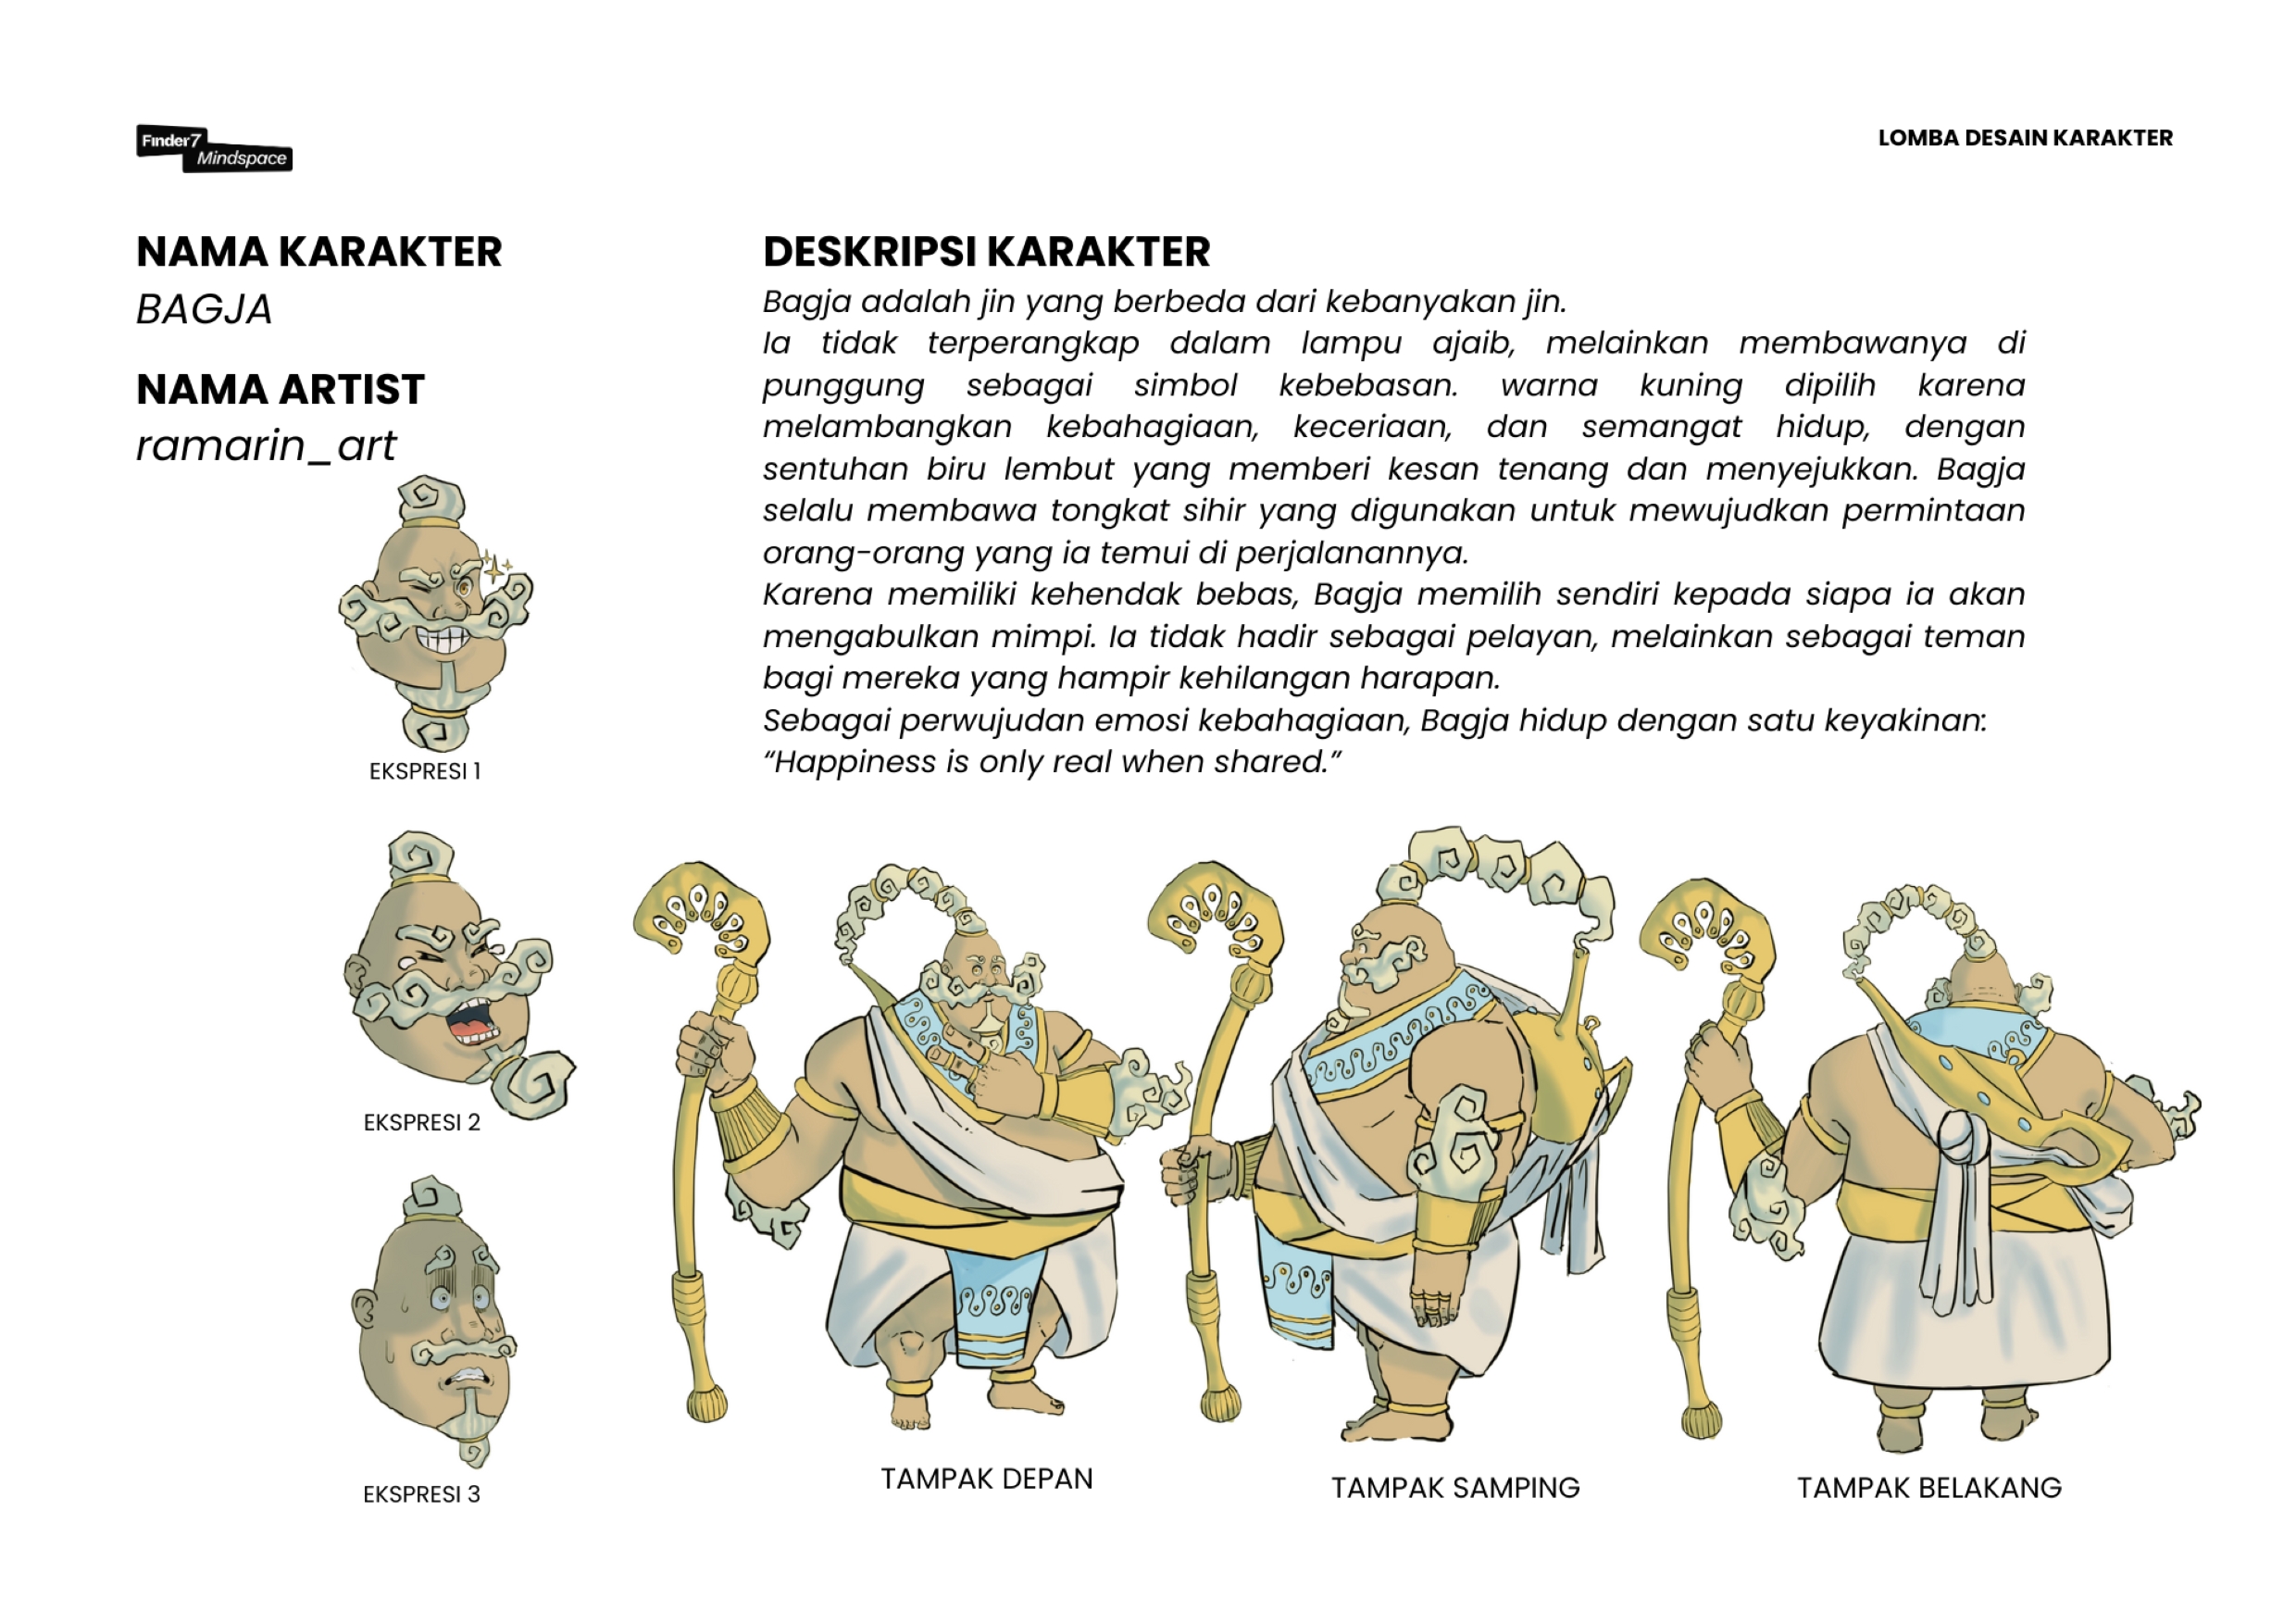 Finder7
Mindspace
LOMBA DESAIN KARAKTER
NAMA KARAKTER
BAGJA
NAMA ARTIST
ramarin_art
DESKRIPSI KARAKTER
Bagja adalah jin yang berbeda dari kebanyakan jin.
Ia tidak terperangkap dalam lampu ajaib, melainkan membawanya di
punggung sebagai simbol kebebasan. warna kuning dipilih karena
melambangkan kebahagiaan, keceriaan, dan semangat hidup, dengan
sentuhan biru lembut yang memberi kesan tenang dan menyejukkan. Bagja
selalu membawa tongkat sihir yang digunakan untuk mewujudkan permintaan
orang-orang yang ia temui di perjalanannya.
Karena memiliki kehendak bebas, Bagja memilih sendiri kepada siapa ia akan
mengabulkan mimpi. Ia tidak hadir sebagai pelayan, melainkan sebagai teman
bagi mereka yang hampir kehilangan harapan.
Sebagai perwujudan emosi kebahagiaan, Bagja hidup dengan satu keyakinan:
“Happiness is only real when shared.”
EKSPRESI 1
EKSPRESI 2
EKSPRESI 3
TAMPAK DEPAN
TAMPAK SAMPING
TAMPAK BELAKANG